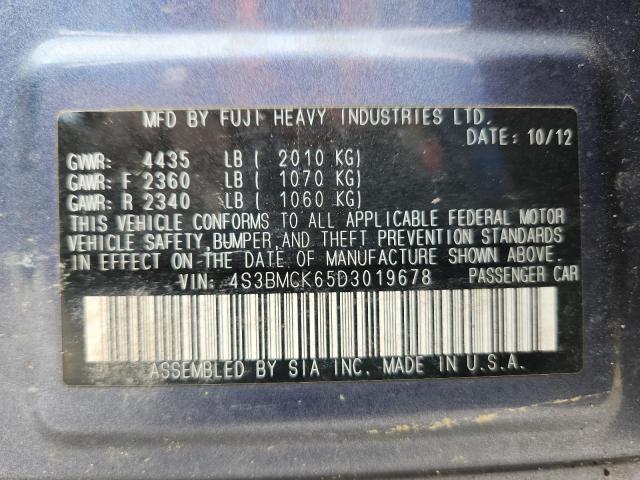 MFD BY FUJI HEAVY INDUSTRIES LTD.
DATE: 10/12
GVWR: 4435 LB ( 2010 KG)
GAWR: F 2360 LB ( 1070 KG)
GAWR: R 2340 LB ( 1060 KG)
THIS VEHICLE CONFORMS TO ALL APPLICABLE FEDERAL MOTOR
VEHICLE SAFETY, BUMPER, AND THEFT PREVENTION STANDARDS
IN EFFECT ON THE DATE OF MANUFACTURE SHOWN ABOVE.
VIN: 4S3BMCK65D3019678 PASSENGER CAR
ASSEMBLED BY SIA INC. MADE IN U.S.A.